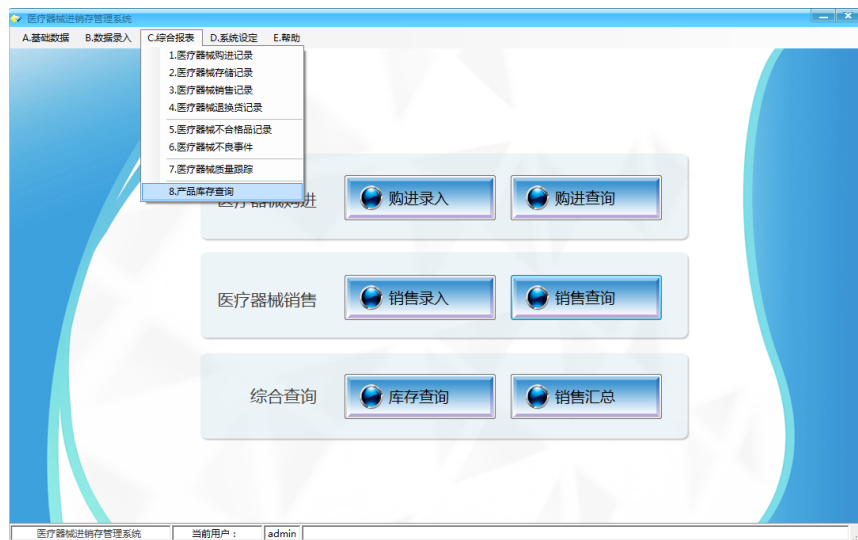 医疗器械进销存管理系统
A.基础数据 B.数据录入 C.综合报表 D.系统设定 E.帮助
1.医疗器械购进记录
2.医疗器械存储记录
3.医疗器械销售记录
4.医疗器械退换货记录
5.医疗器械不合格品记录
6.医疗器械不良事件
7.医疗器械质量跟踪
8.产品库存查询
医疗器械购进 购进录入 购进查询
医疗器械销售 销售录入 销售查询
综合查询 库存查询 销售汇总
医疗器械进销存管理系统 当前用户： admin